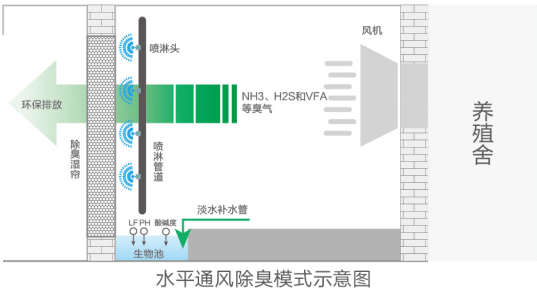 风机
喷淋头
环保排放
NH3、H2S和VFA
等臭气
养殖舍
除臭湿帘
喷淋管道
淡水补水管
LF PH 酸碱度
生物池
水平通风除臭模式示意图